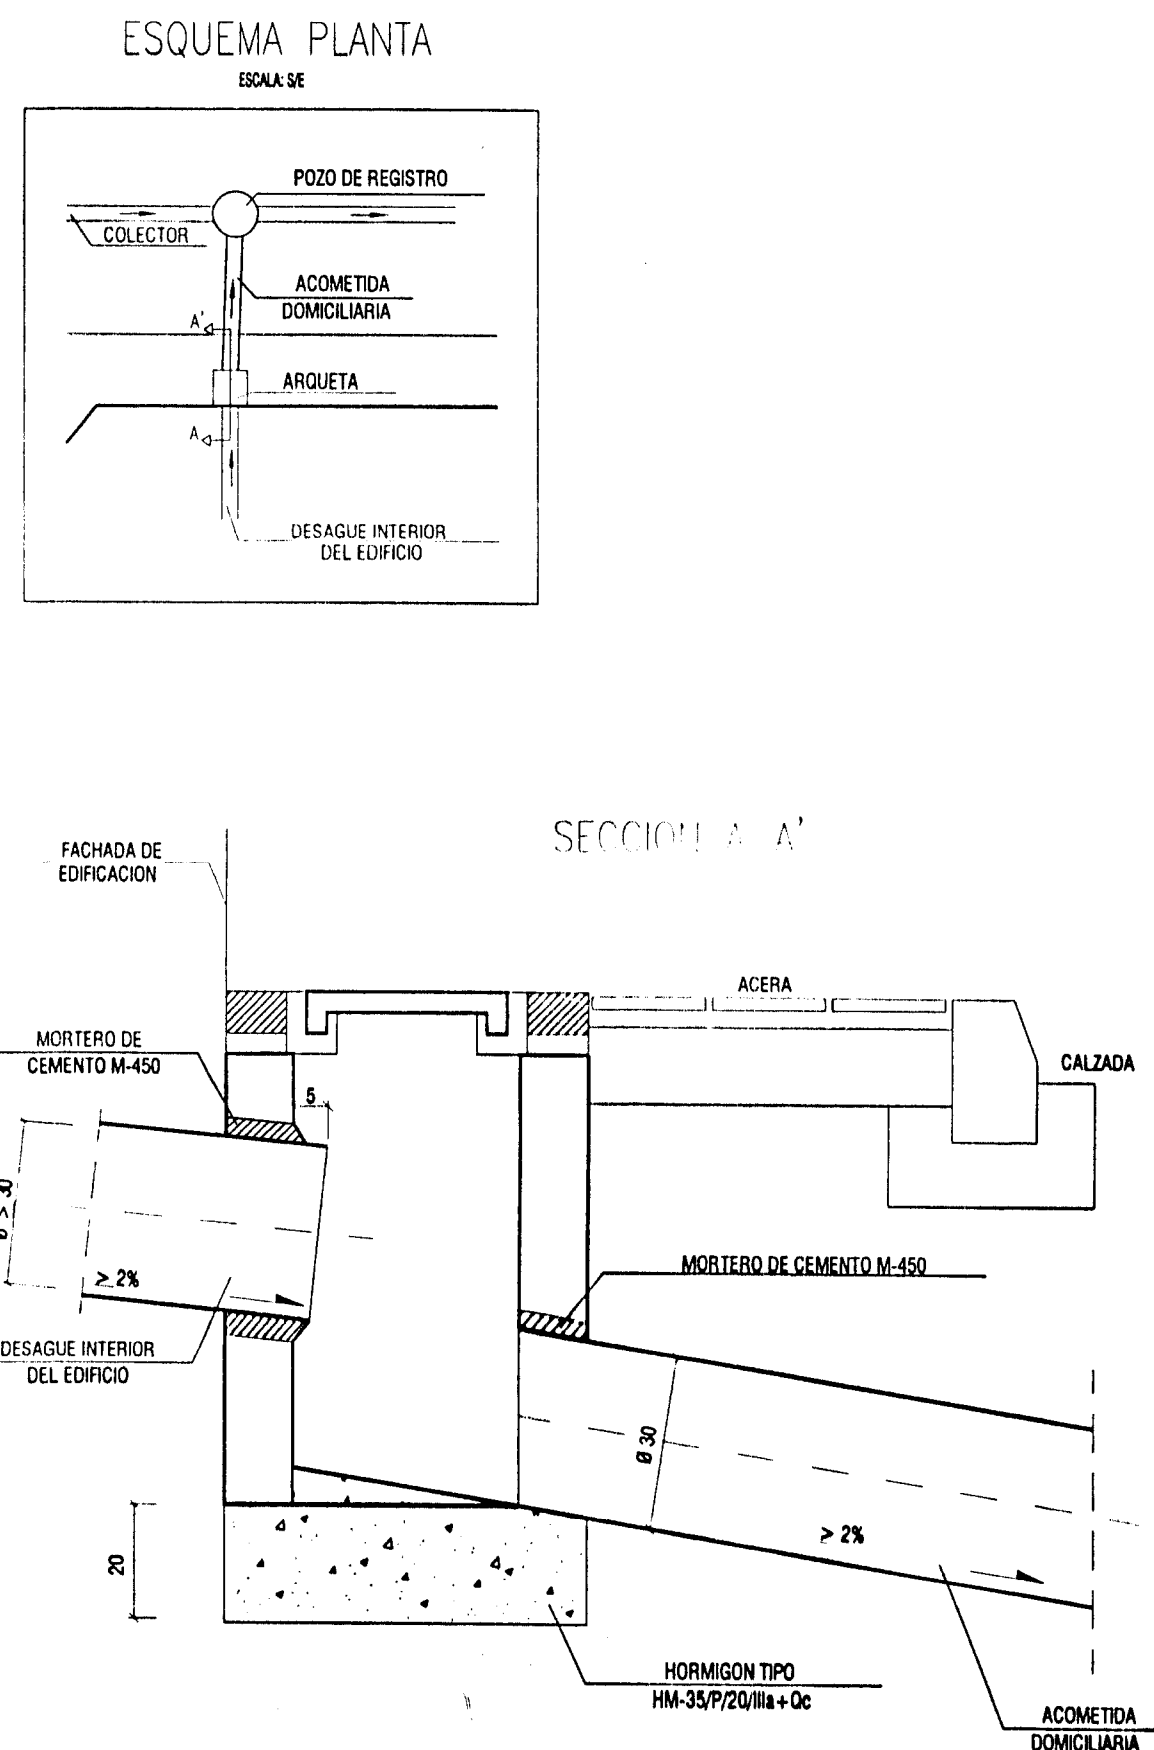 ESQUEMA PLANTA
ESCALA: S/E
POZO DE REGISTRO
COLECTOR
ACOMETIDA
DOMICILIARIA
A'
ARQUETA
A
DESAGUE INTERIOR
DEL EDIFICIO
SECCION A A'
FACHADA DE
EDIFICACION
ACERA
MORTERO DE
CEMENTO M-450
CALZADA
5
Ø > 30
> 2%
MORTERO DE CEMENTO M-450
DESAGUE INTERIOR
DEL EDIFICIO
Ø 30
> 2%
20
HORMIGON TIPO
HM-35/P/20/IIIa+Qc
ACOMETIDA
DOMICILIARIA